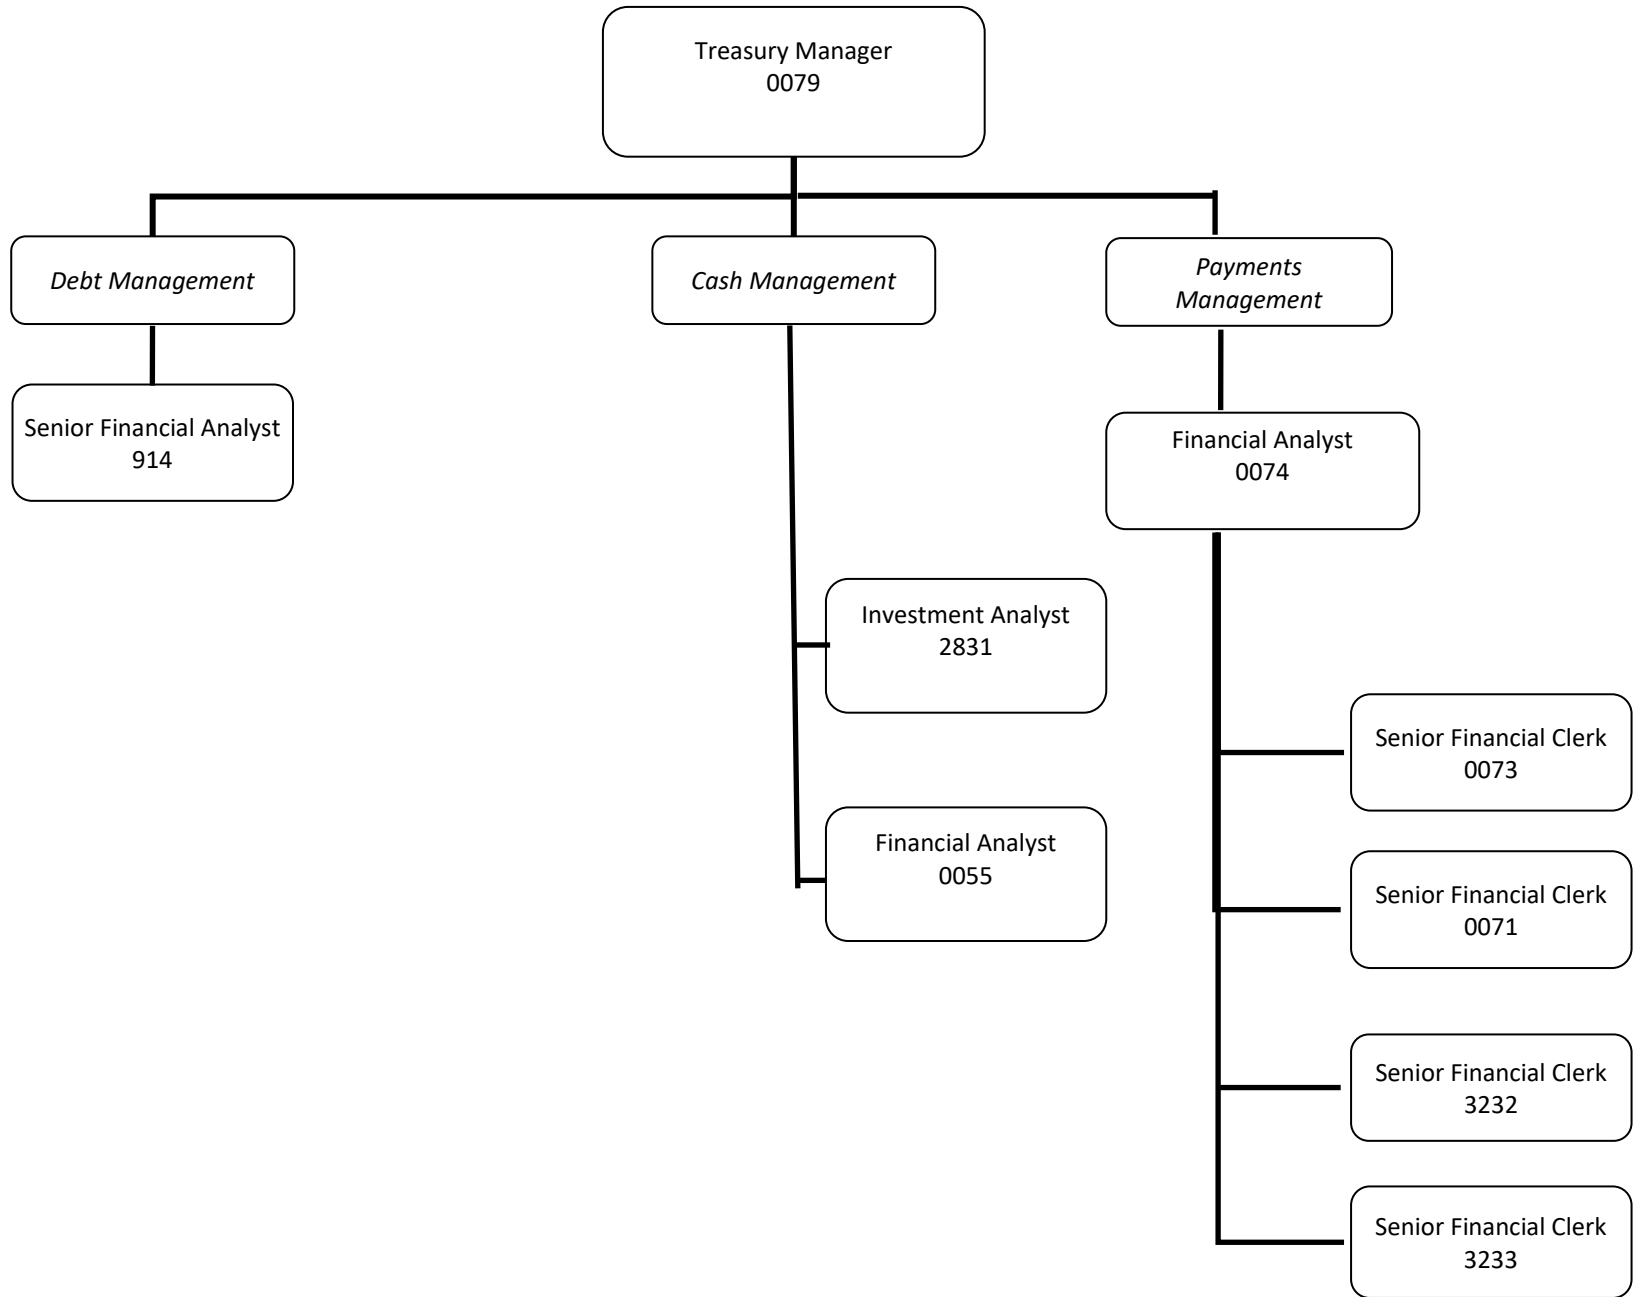 Treasury Manager
0079
Debt Management
Cash Management
Payments
Management
Senior Financial Analyst
914
Financial Analyst
0074
Investment Analyst
2831
Financial Analyst
0055
Senior Financial Clerk
0073
Senior Financial Clerk
0071
Senior Financial Clerk
3232
Senior Financial Clerk
3233